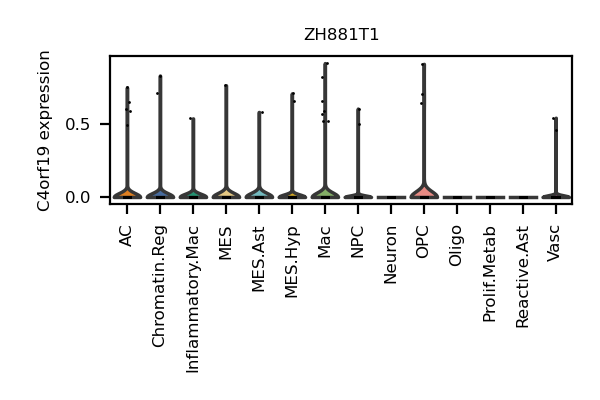 ZH881T1
C4orf19 expression
0.5
0.0
AC
Chromatin.Reg
Inflammatory.Mac
MES
MES.Ast
MES.Hyp
Mac
NPC
Neuron
OPC
Oligo
Prolif.Metab
Reactive.Ast
Vasc